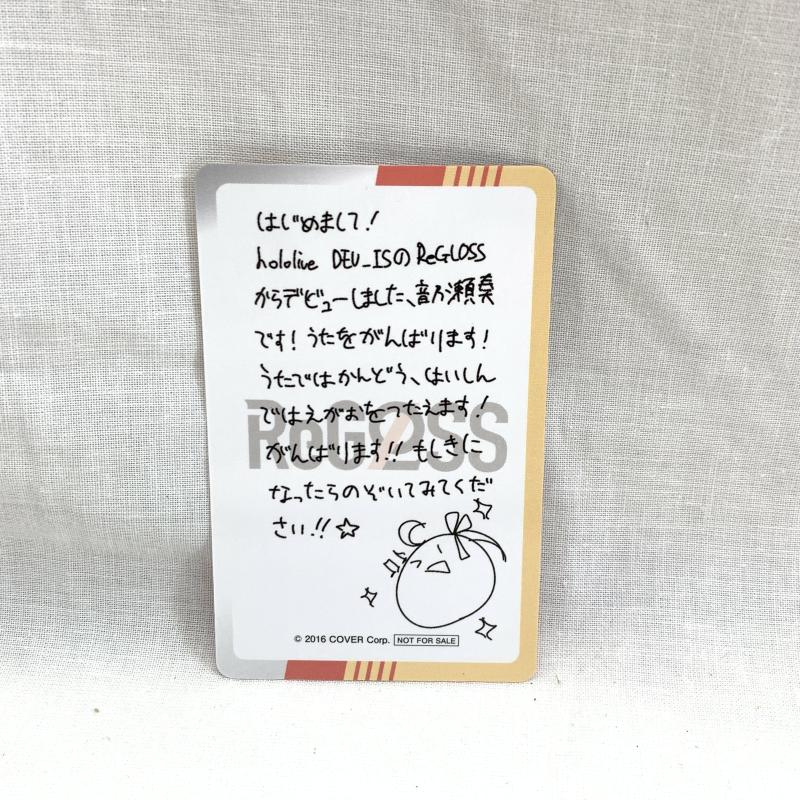 はじめまして!
hololive DEV_ISのReGLOSS
からデビューしました、音乃瀬奏
です!うたをがんばります!
うたではかんどう、はいしん
ではえがおをつたえます!
ReGLOSS
がんばります!! もしきに
なったらのぞいてみてくだ
さい!!☆
© 2016 COVER Corp. NOT FOR SALE